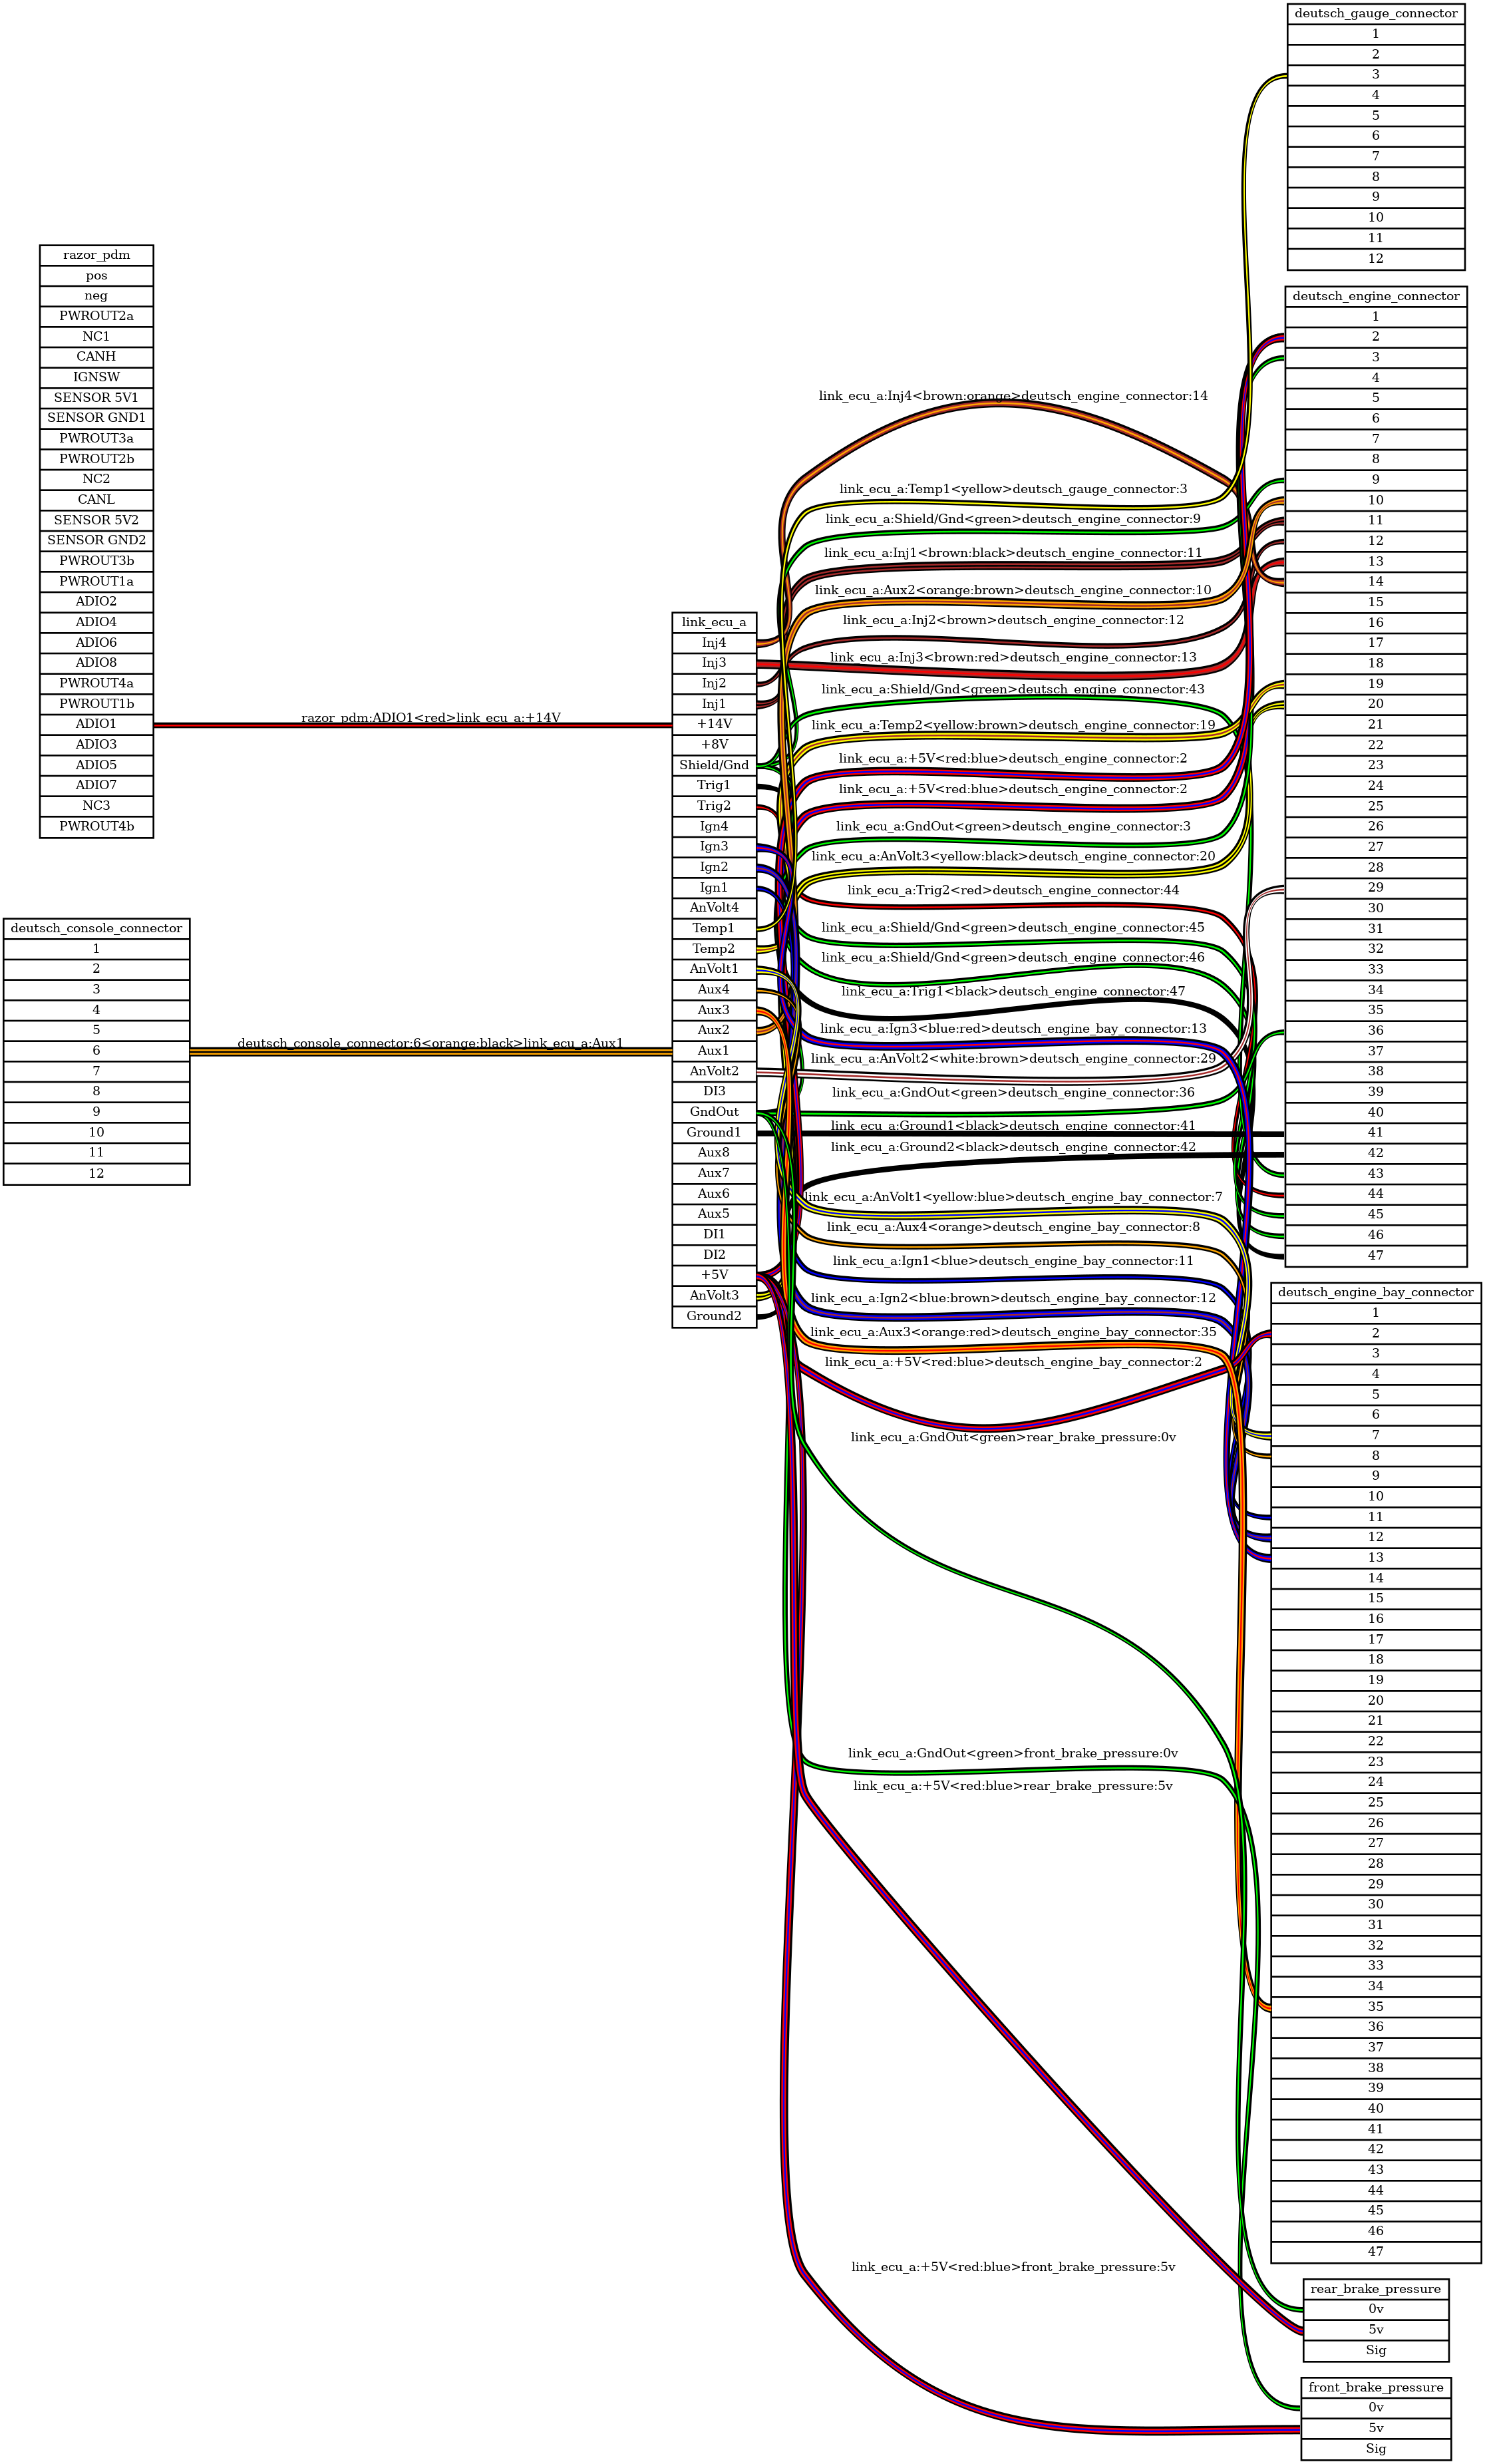 razor_pdm
pos
neg
PWROUT2a
NC1
CANH
IGNSW
SENSOR 5V1
SENSOR GND1
PWROUT3a
PWROUT2b
NC2
CANL
SENSOR 5V2
SENSOR GND2
PWROUT3b
PWROUT1a
ADIO2
ADIO4
ADIO6
ADIO8
PWROUT4a
PWROUT1b
ADIO1
ADIO3
ADIO5
ADIO7
NC3
PWROUT4b
deutsch_console_connector
1
2
3
4
5
6
7
8
9
10
11
12
razor_pdm:ADIO1<red>link_ecu_a:+14V
deutsch_console_connector:6<orange:black>link_ecu_a:Aux1
link_ecu_a
Inj4
Inj3
Inj2
Inj1
+14V
+8V
Shield/Gnd
Trig1
Trig2
Ign4
Ign3
Ign2
Ign1
AnVolt4
Temp1
Temp2
AnVolt1
Aux4
Aux3
Aux2
Aux1
AnVolt2
DI3
GndOut
Ground1
Aux8
Aux7
Aux6
Aux5
DI1
DI2
+5V
AnVolt3
Ground2
link_ecu_a:Inj4<brown:orange>deutsch_engine_connector:14
link_ecu_a:Temp1<yellow>deutsch_gauge_connector:3
link_ecu_a:Shield/Gnd<green>deutsch_engine_connector:9
link_ecu_a:Inj1<brown:black>deutsch_engine_connector:11
link_ecu_a:Aux2<orange:brown>deutsch_engine_connector:10
link_ecu_a:Inj2<brown>deutsch_engine_connector:12
link_ecu_a:Inj3<brown:red>deutsch_engine_connector:13
link_ecu_a:Shield/Gnd<green>deutsch_engine_connector:43
link_ecu_a:Temp2<yellow:brown>deutsch_engine_connector:19
link_ecu_a:+5V<red:blue>deutsch_engine_connector:2
link_ecu_a:+5V<red:blue>deutsch_engine_connector:2
link_ecu_a:GndOut<green>deutsch_engine_connector:3
link_ecu_a:AnVolt3<yellow:black>deutsch_engine_connector:20
link_ecu_a:Trig2<red>deutsch_engine_connector:44
link_ecu_a:Shield/Gnd<green>deutsch_engine_connector:45
link_ecu_a:Shield/Gnd<green>deutsch_engine_connector:46
link_ecu_a:Trig1<black>deutsch_engine_connector:47
link_ecu_a:Ign3<blue:red>deutsch_engine_bay_connector:13
link_ecu_a:AnVolt2<white:brown>deutsch_engine_connector:29
link_ecu_a:GndOut<green>deutsch_engine_connector:36
link_ecu_a:Ground1<black>deutsch_engine_connector:41
link_ecu_a:Ground2<black>deutsch_engine_connector:42
link_ecu_a:AnVolt1<yellow:blue>deutsch_engine_bay_connector:7
link_ecu_a:Aux4<orange>deutsch_engine_bay_connector:8
link_ecu_a:Ign1<blue>deutsch_engine_bay_connector:11
link_ecu_a:Ign2<blue:brown>deutsch_engine_bay_connector:12
link_ecu_a:Aux3<orange:red>deutsch_engine_bay_connector:35
link_ecu_a:+5V<red:blue>deutsch_engine_bay_connector:2
link_ecu_a:GndOut<green>rear_brake_pressure:0v
link_ecu_a:GndOut<green>front_brake_pressure:0v
link_ecu_a:+5V<red:blue>rear_brake_pressure:5v
link_ecu_a:+5V<red:blue>front_brake_pressure:5v
deutsch_gauge_connector
1
2
3
4
5
6
7
8
9
10
11
12
deutsch_engine_connector
1
2
3
4
5
6
7
8
9
10
11
12
13
14
15
16
17
18
19
20
21
22
23
24
25
26
27
28
29
30
31
32
33
34
35
36
37
38
39
40
41
42
43
44
45
46
47
deutsch_engine_bay_connector
1
2
3
4
5
6
7
8
9
10
11
12
13
14
15
16
17
18
19
20
21
22
23
24
25
26
27
28
29
30
31
32
33
34
35
36
37
38
39
40
41
42
43
44
45
46
47
rear_brake_pressure
0v
5v
Sig
front_brake_pressure
0v
5v
Sig